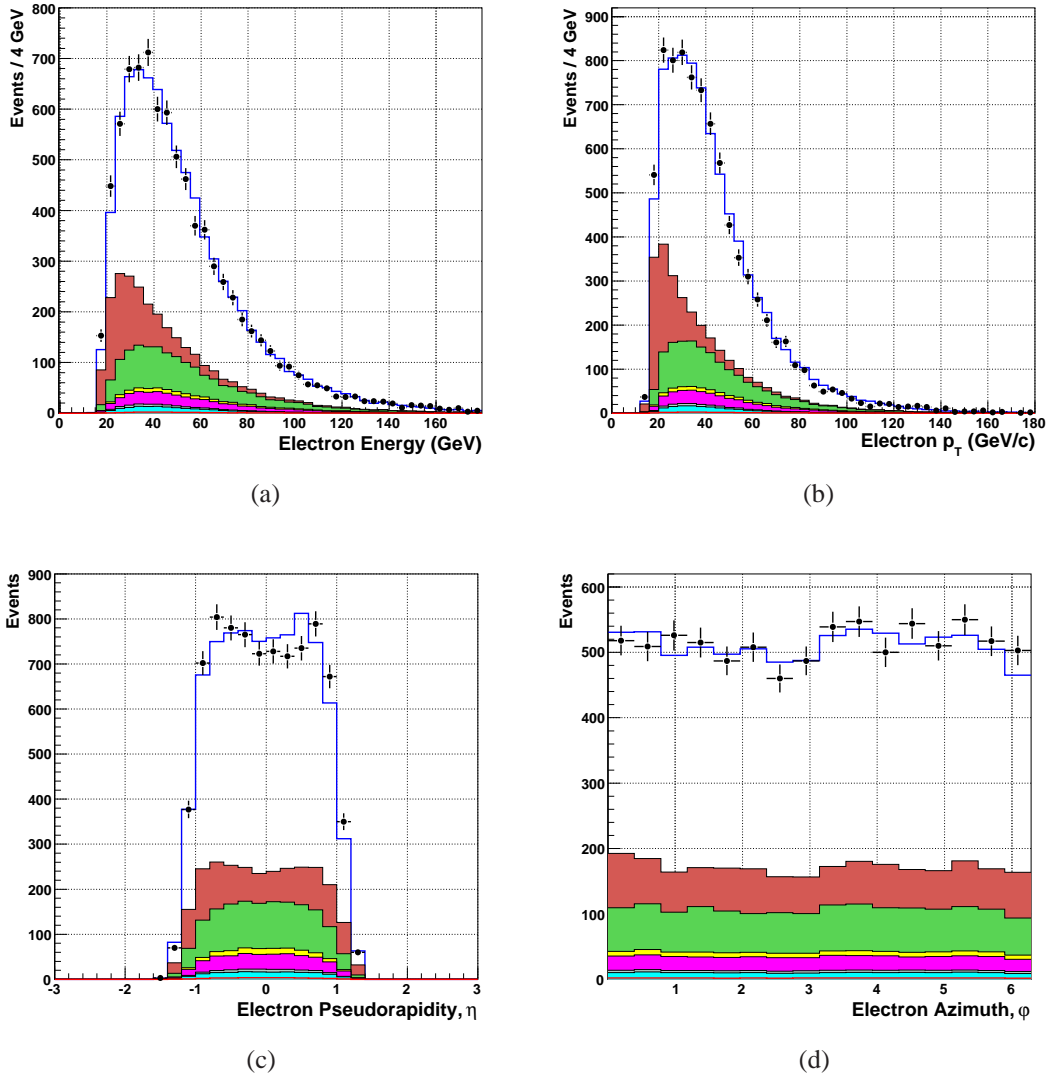 Events / 4 GeV
800
700
600
500
400
300
200
100
0
0 20 40 60 80 100 120 140 160
Electron Energy (GeV)
(a)
Events / 4 GeV
900
800
700
600
500
400
300
200
100
0
0 20 40 60 80 100 120 140 160 180
Electron p_T (GeV/c)
(b)
Events
900
800
700
600
500
400
300
200
100
0
-3 -2 -1 0 1 2 3
Electron Pseudorapidity, η
(c)
Events
600
500
400
300
200
100
0
1 2 3 4 5 6
Electron Azimuth, φ
(d)